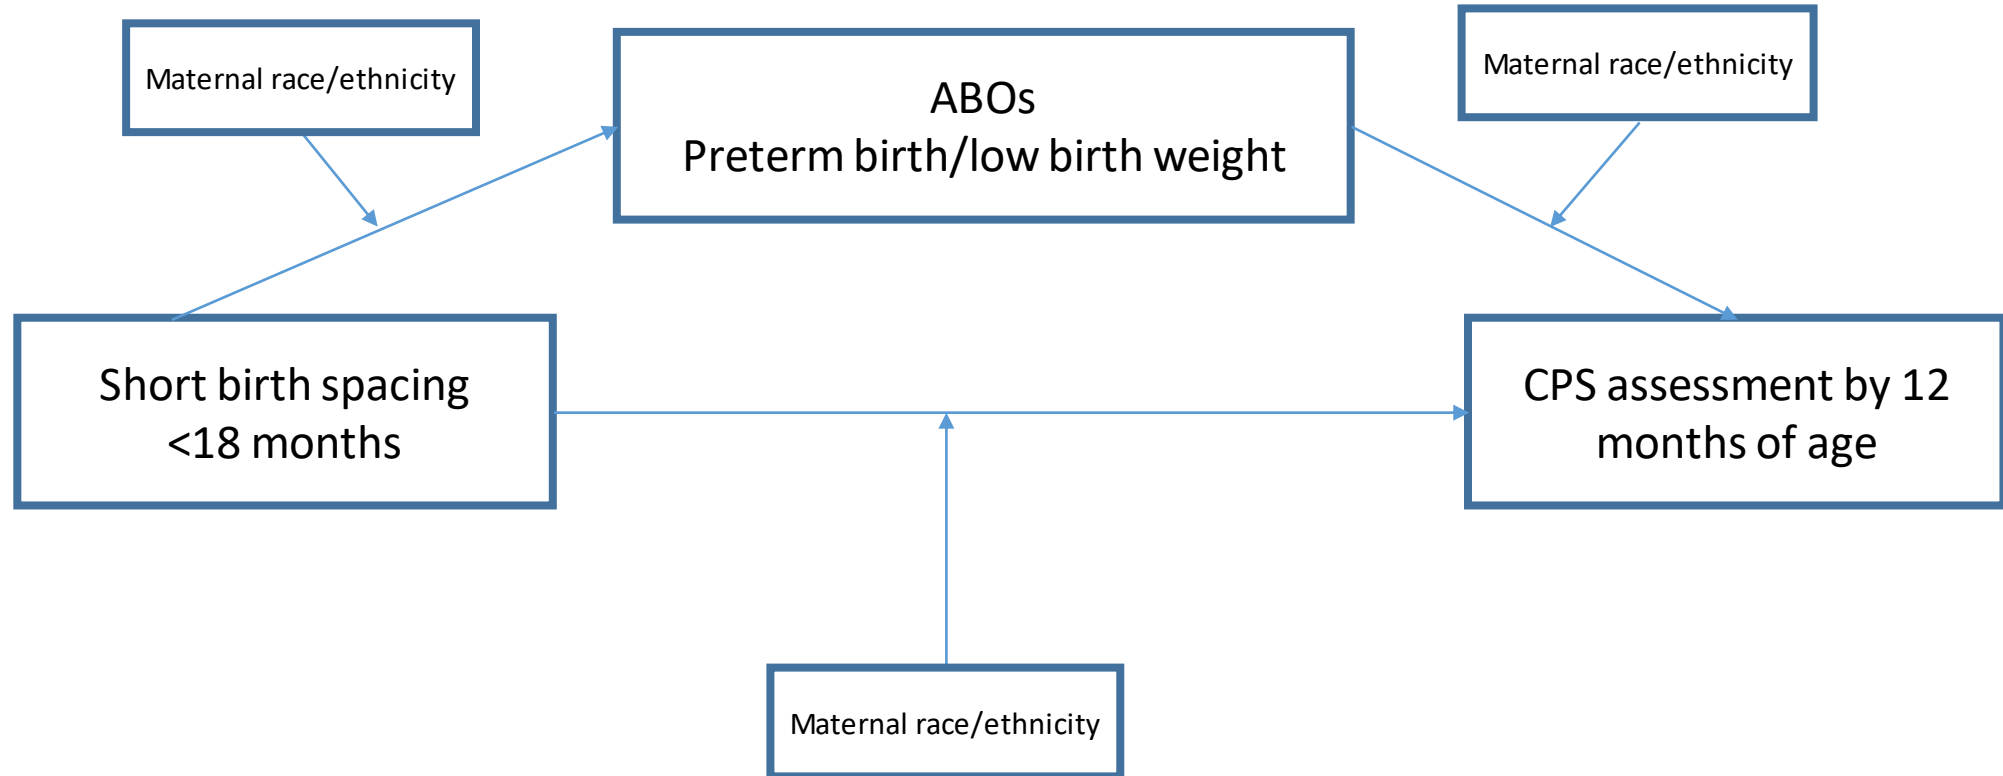 Maternal race/ethnicity
ABOs
Preterm birth/low birth weight
Maternal race/ethnicity
Short birth spacing
<18 months
CPS assessment by 12
months of age
Maternal race/ethnicity